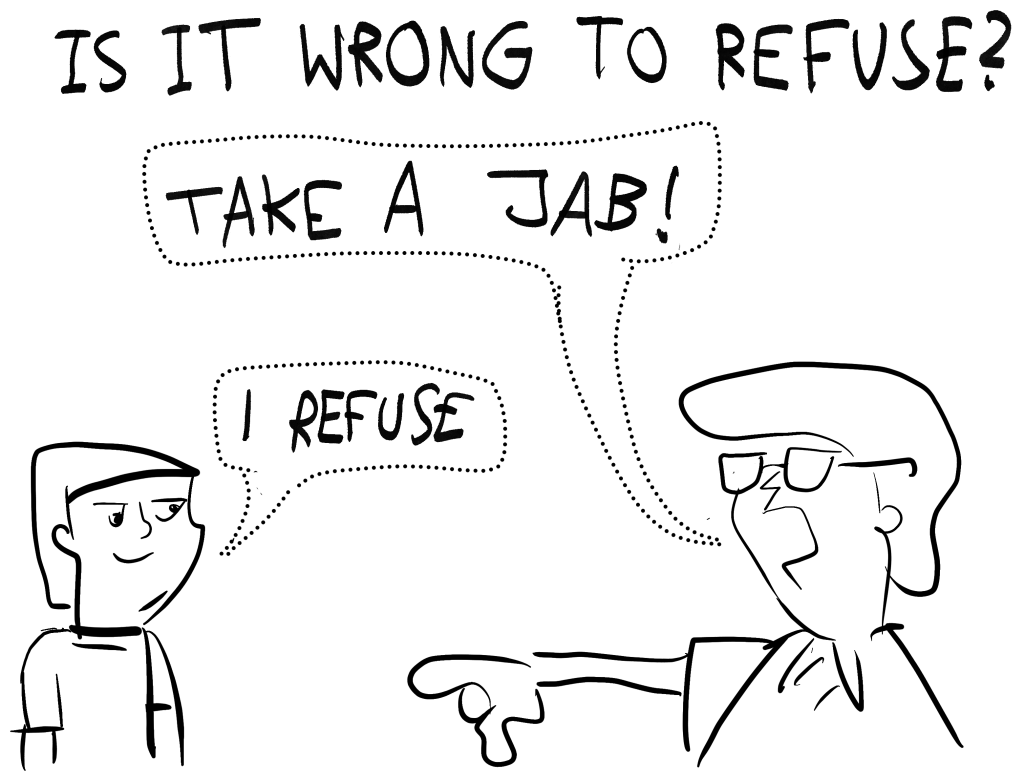 IS IT WRONG TO REFUSE?
TAKE A JAB!
I REFUSE